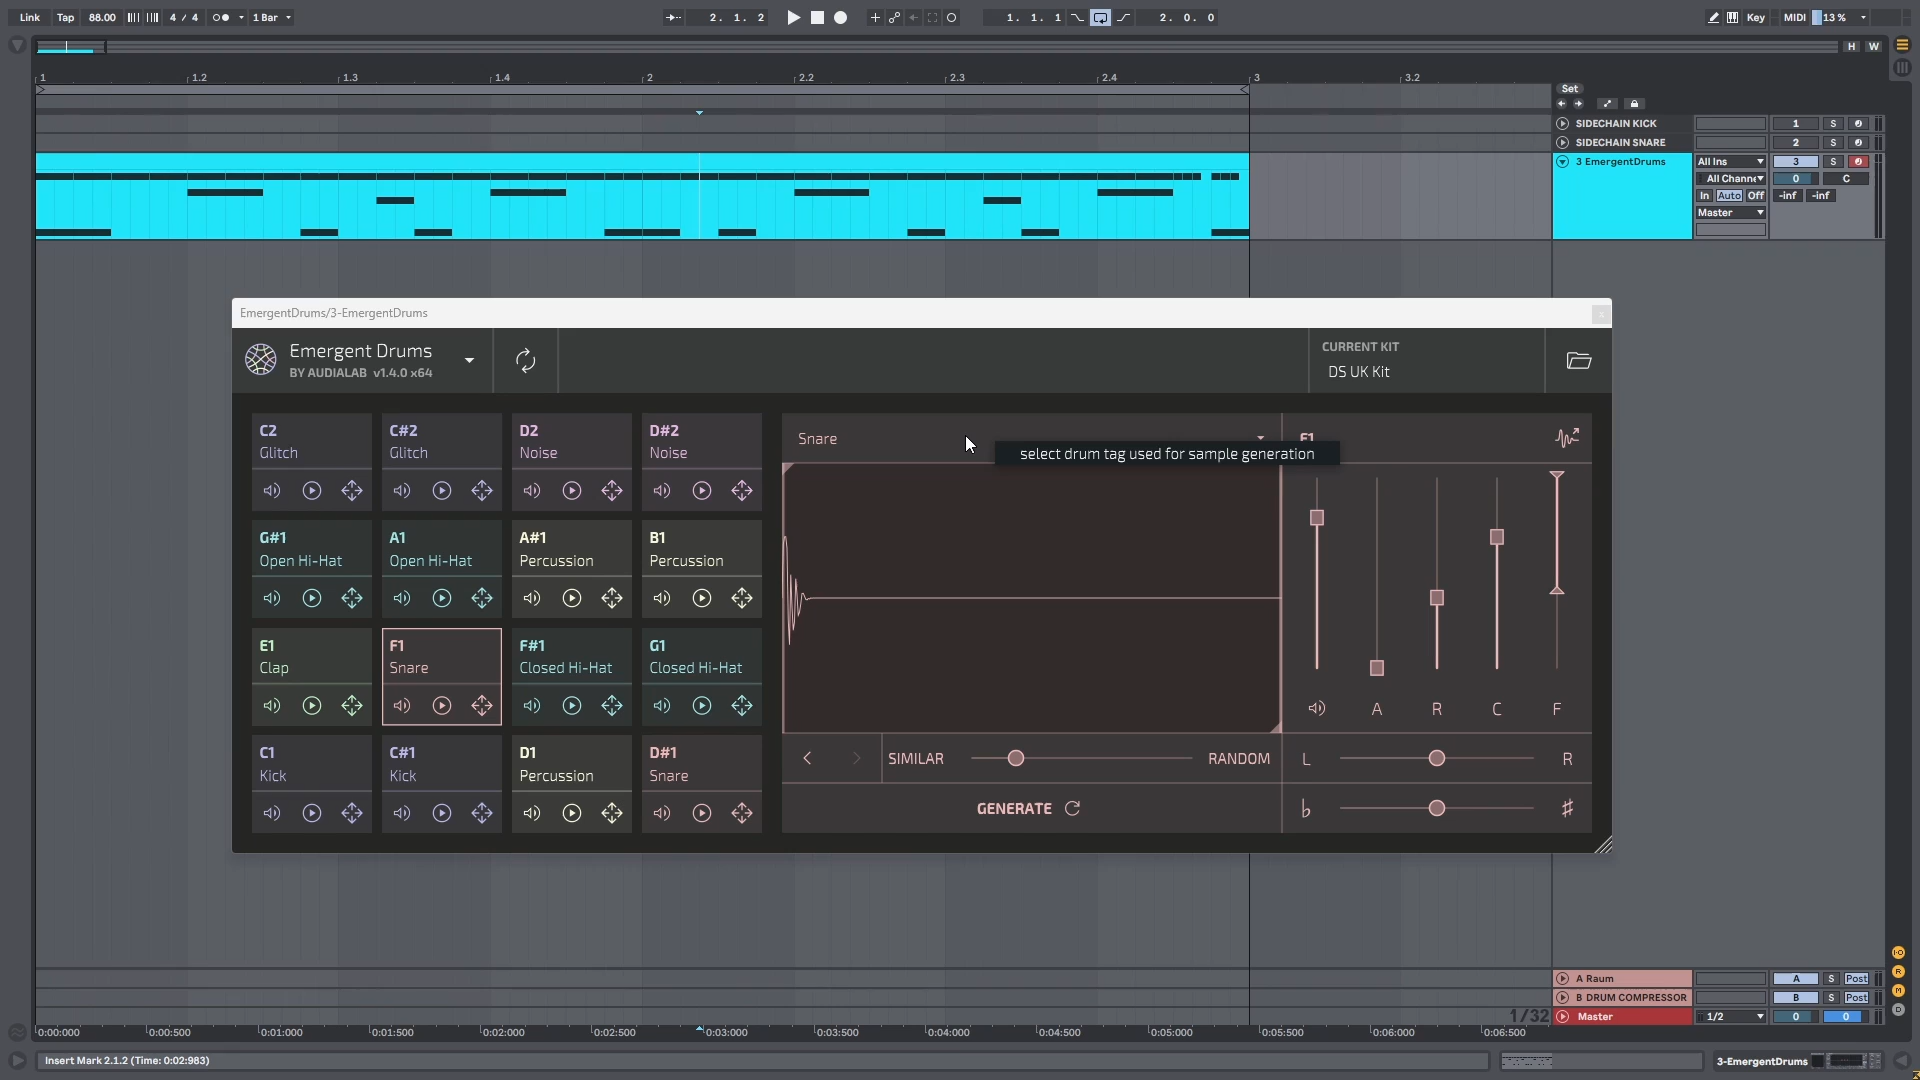 Link Tap 88.00 4 / 4 1 Bar 2. 1. 2 1. 1. 1 2. 0. 0 Key MIDI 13 %
H W
1 1.2 1.3 1.4 2 2.2 2.3 2.4 3 3.2
Set
SIDECHAIN KICK 1 S
SIDECHAIN SNARE 2 S
3 EmergentDrums All Ins 3 S
All Channe 0 C
In Auto Off -inf -inf
Master
EmergentDrums/3-EmergentDrums x
Emergent Drums
BY AUDIALAB v1.4.0 x64
CURRENT KIT
DS UK Kit
C2 C#2 D2 D#2
Glitch Glitch Noise Noise
Snare F1
select drum tag used for sample generation
G#1 A1 A#1 B1
Open Hi-Hat Open Hi-Hat Percussion Percussion
E1 F1 F#1 G1
Clap Snare Closed Hi-Hat Closed Hi-Hat
A R C F
C1 C#1 D1 D#1
Kick Kick Percussion Snare
SIMILAR RANDOM L R
GENERATE ♭ ♯
A Raum A S Post
B DRUM COMPRESSOR B S Post
1/32 Master 1/2 0 0
0:00:000 0:00:500 0:01:000 0:01:500 0:02:000 0:02:500 0:03:000 0:03:500 0:04:000 0:04:500 0:05:000 0:05:500 0:06:000 0:06:500
I·O
R
M
D
Insert Mark 2.1.2 (Time: 0:02:983) 3-EmergentDrums